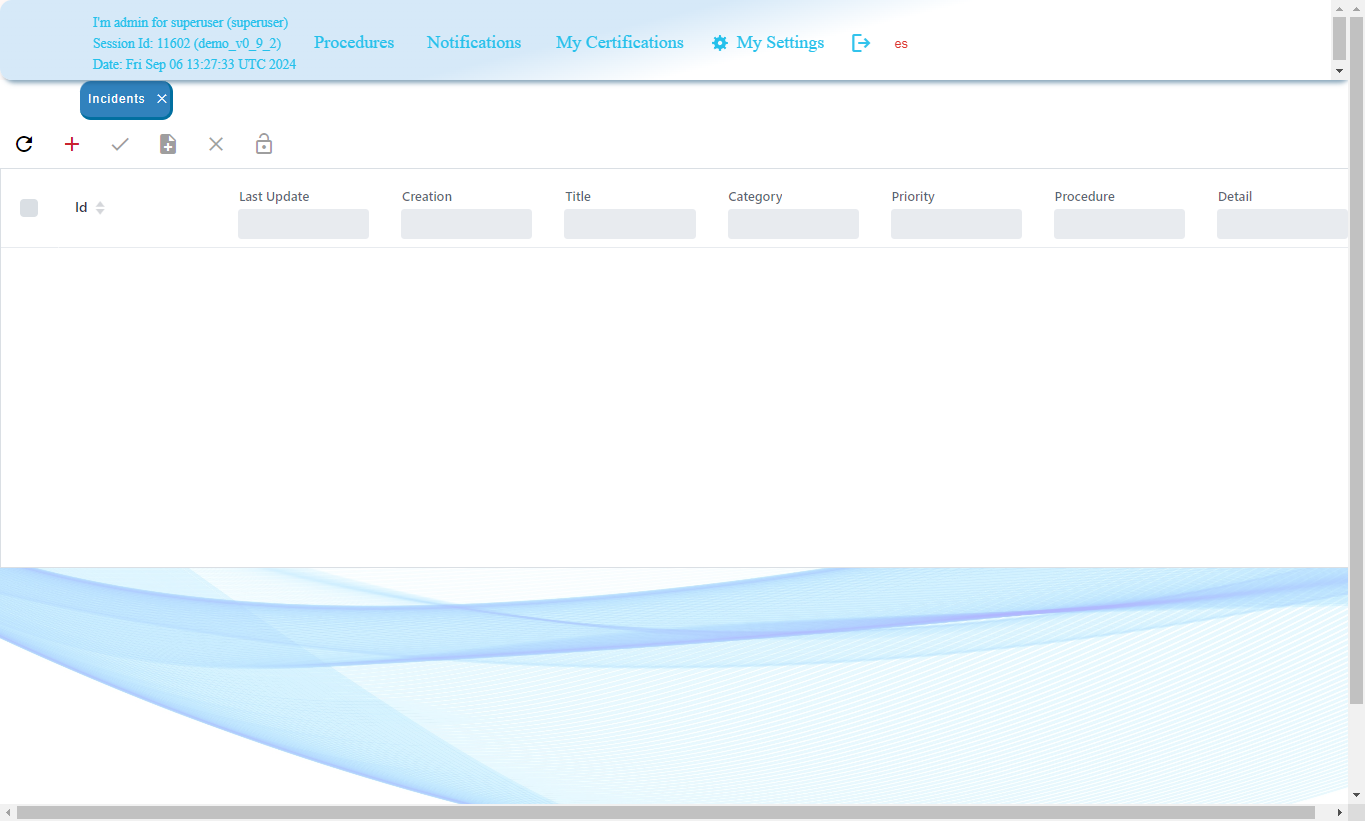 I'm admin for superuser (superuser)
Session Id: 11602 (demo_v0_9_2)
Date: Fri Sep 06 13:27:33 UTC 2024
Procedures
Notifications
My Certifications
My Settings
es
Incidents
Id
Last Update
Creation
Title
Category
Priority
Procedure
Detail